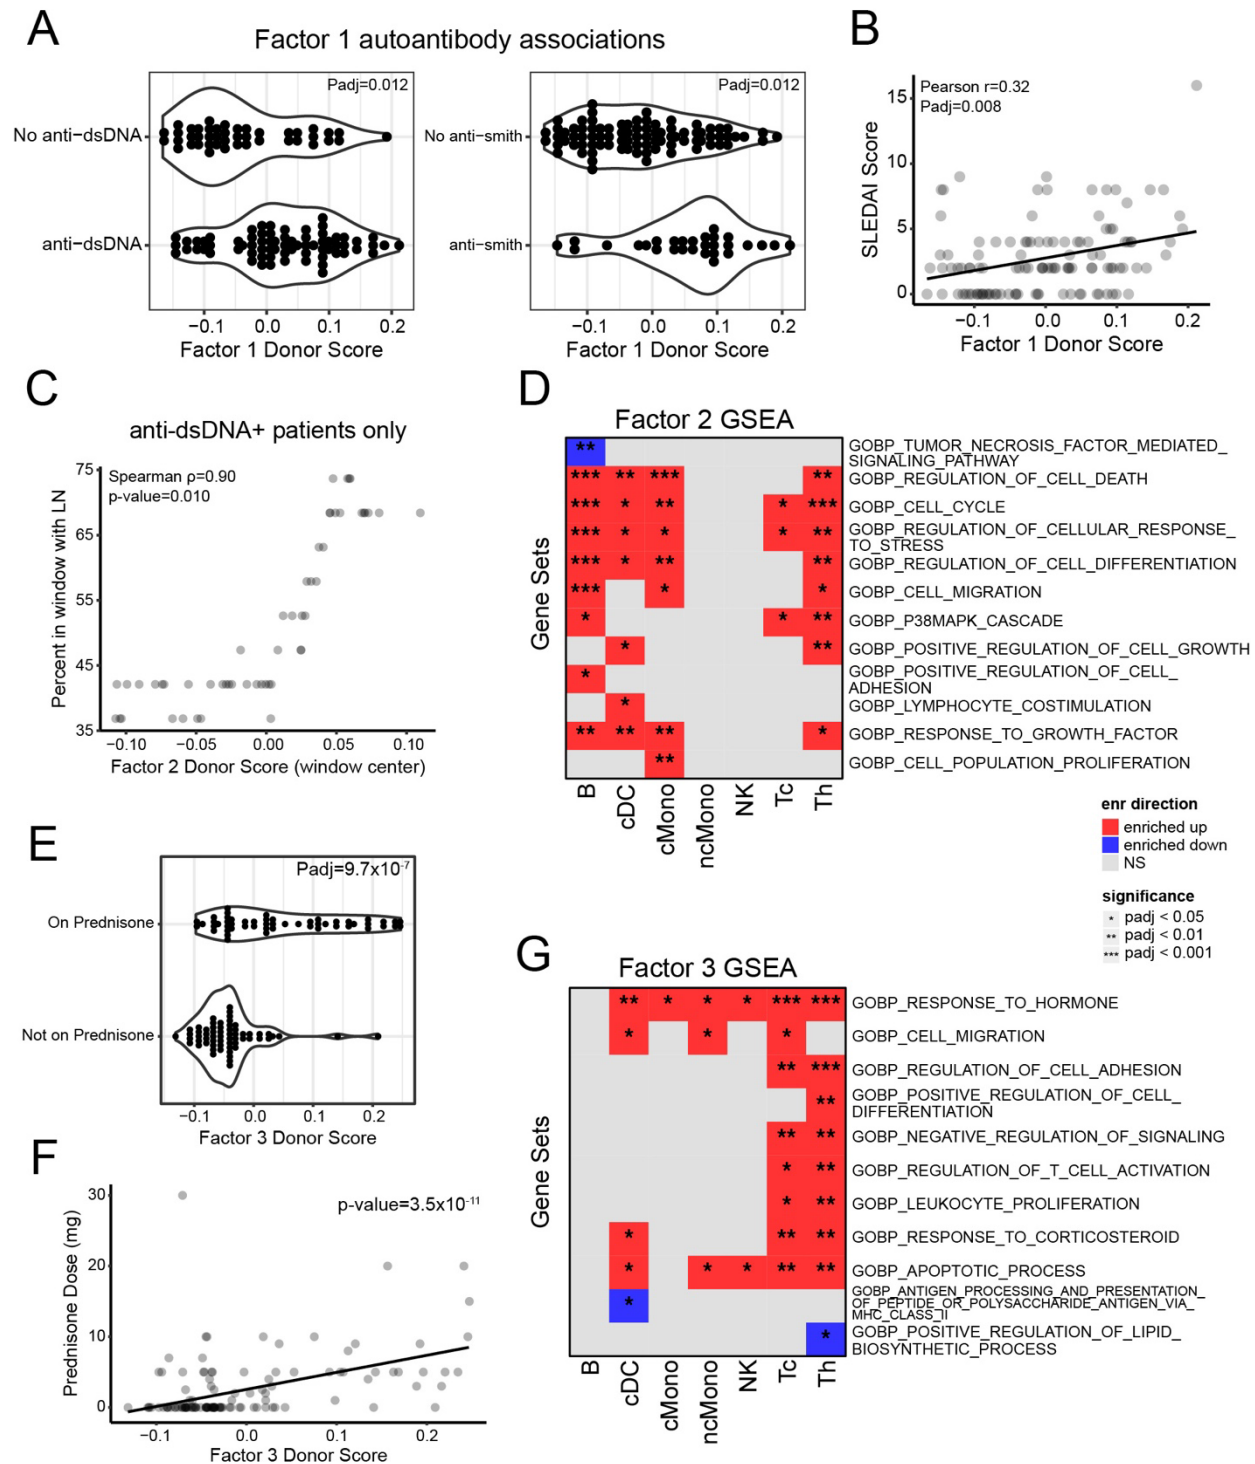 A
Factor 1 autoantibody associations
Padj=0.012
No anti−dsDNA
anti−dsDNA
−0.1 0.0 0.1 0.2
Factor 1 Donor Score
Padj=0.012
No anti−smith
anti−smith
−0.1 0.0 0.1 0.2
Factor 1 Donor Score
B
Pearson r=0.32
Padj=0.008
SLEDAI Score
15
10
5
0
−0.1 0.0 0.1 0.2
Factor 1 Donor Score
C
anti-dsDNA+ patients only
Spearman ρ=0.90
p-value=0.010
Percent in window with LN
75
65
55
45
35
−0.10 −0.05 0.00 0.05 0.10
Factor 2 Donor Score (window center)
D
Factor 2 GSEA
Gene Sets
** GOBP_TUMOR_NECROSIS_FACTOR_MEDIATED_
SIGNALING_PATHWAY
*** ** *** ** GOBP_REGULATION_OF_CELL_DEATH
*** * ** * *** GOBP_CELL_CYCLE
*** * * * ** GOBP_REGULATION_OF_CELLULAR_RESPONSE_
TO_STRESS
*** * ** ** GOBP_REGULATION_OF_CELL_DIFFERENTIATION
*** * * GOBP_CELL_MIGRATION
* * ** GOBP_P38MAPK_CASCADE
* ** GOBP_POSITIVE_REGULATION_OF_CELL_GROWTH
* GOBP_POSITIVE_REGULATION_OF_CELL_
ADHESION
* GOBP_LYMPHOCYTE_COSTIMULATION
** ** ** * GOBP_RESPONSE_TO_GROWTH_FACTOR
** GOBP_CELL_POPULATION_PROLIFERATION
B cDC cMono ncMono NK Tc Th
enr direction
enriched up
enriched down
NS
significance
* padj < 0.05
** padj < 0.01
*** padj < 0.001
E
Padj=9.7x10⁻⁷
On Prednisone
Not on Prednisone
−0.1 0.0 0.1 0.2
Factor 3 Donor Score
F
p-value=3.5x10⁻¹¹
Prednisone Dose (mg)
30
20
10
0
−0.1 0.0 0.1 0.2
Factor 3 Donor Score
G
Factor 3 GSEA
Gene Sets
** * * * *** *** GOBP_RESPONSE_TO_HORMONE
* * * GOBP_CELL_MIGRATION
** *** GOBP_REGULATION_OF_CELL_ADHESION
** GOBP_POSITIVE_REGULATION_OF_CELL_
DIFFERENTIATION
** ** GOBP_NEGATIVE_REGULATION_OF_SIGNALING
* ** GOBP_REGULATION_OF_T_CELL_ACTIVATION
* ** GOBP_LEUKOCYTE_PROLIFERATION
* ** ** GOBP_RESPONSE_TO_CORTICOSTEROID
* * * ** ** GOBP_APOPTOTIC_PROCESS
* GOBP_ANTIGEN_PROCESSING_AND_PRESENTATION_
OF_PEPTIDE_OR_POLYSACCHARIDE_ANTIGEN_VIA_
MHC_CLASS_II
* GOBP_POSITIVE_REGULATION_OF_LIPID_
BIOSYNTHETIC_PROCESS
B cDC cMono ncMono NK Tc Th